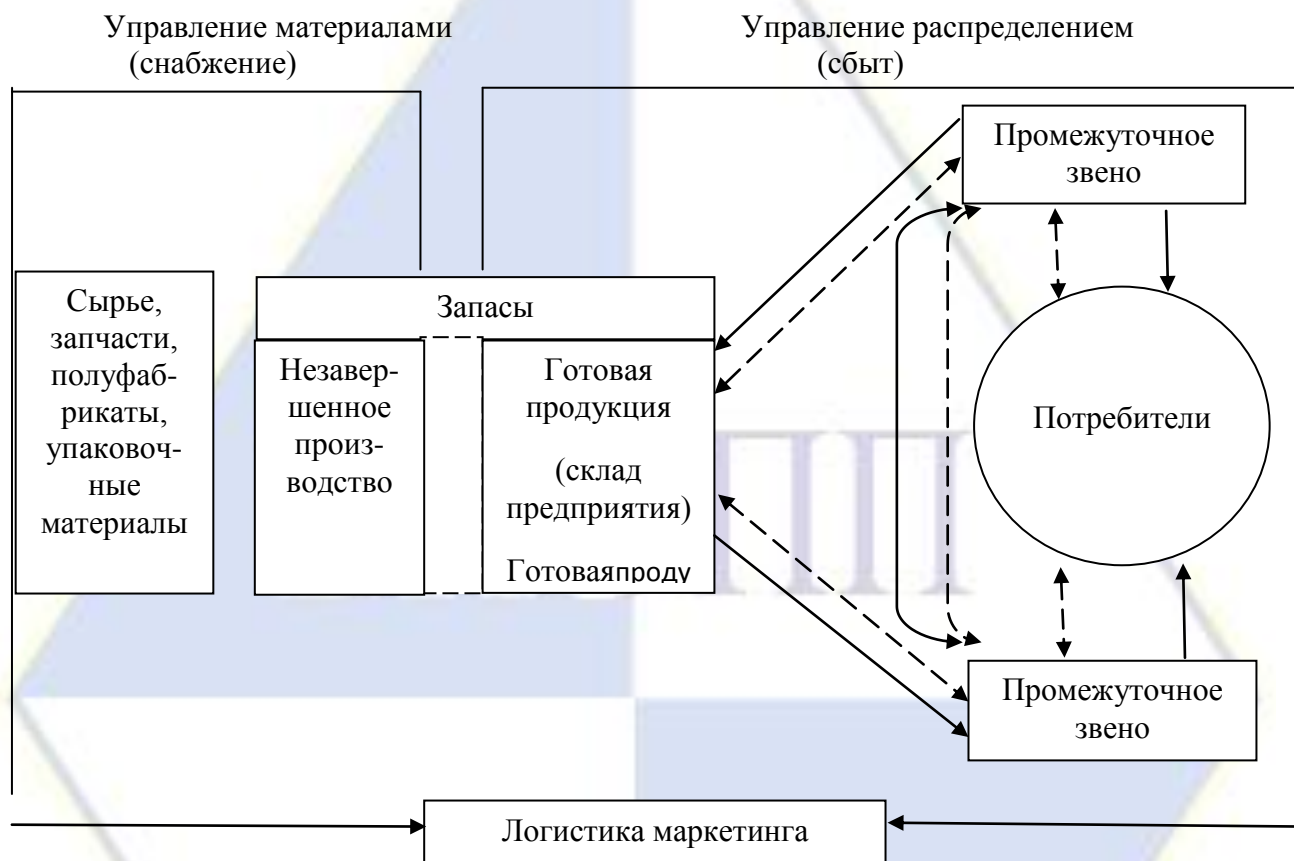 Управление материалами
(снабжение)
Управление распределением
(сбыт)
Промежуточное
звено
Сырье,
запчасти,
полуфаб-
рикаты,
упаковоч-
ные
материалы
Запасы
Незавер-
шенное
произ-
водство
Готовая
продукция
(склад
предприятия)
Готоваяпроду
Потребители
Промежуточное
звено
Логистика маркетинга